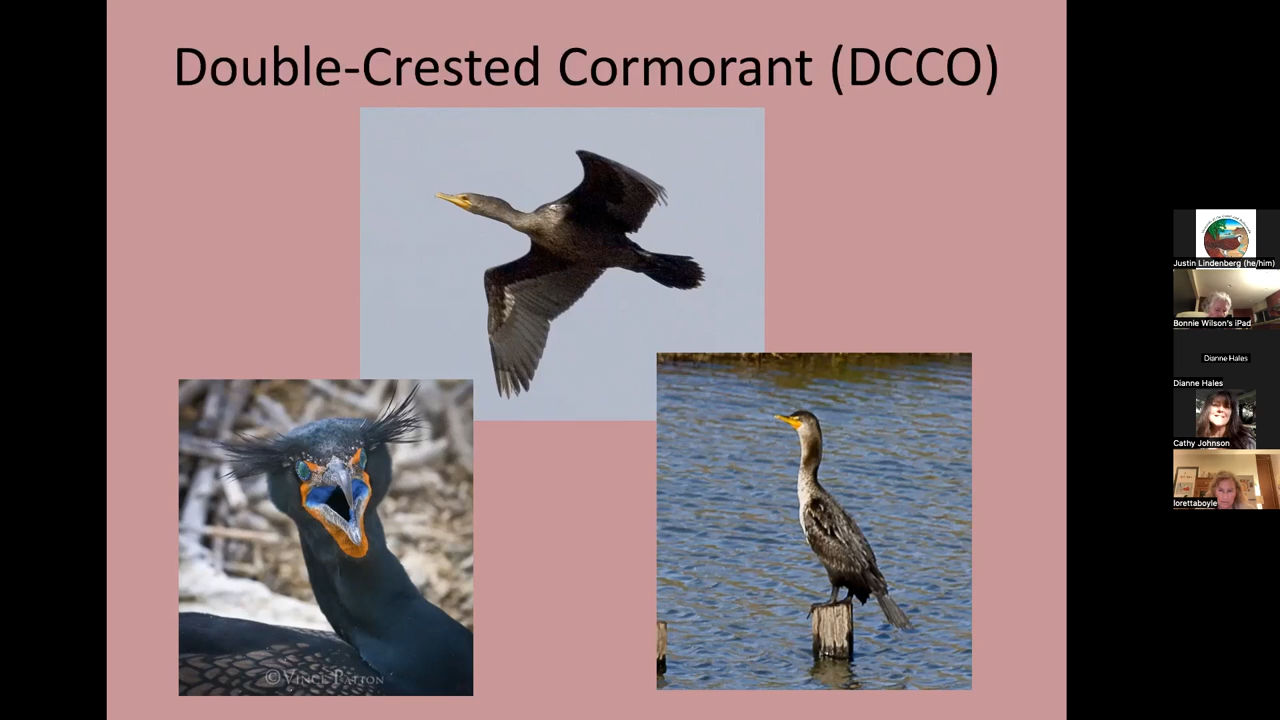 Double-Crested Cormorant (DCCO)
© VINCE PATTON
Justin Lindenberg (he/him)
Bonnie Wilson's iPad
Dianne Hales
Dianne Hales
Cathy Johnson
lorettaboyle